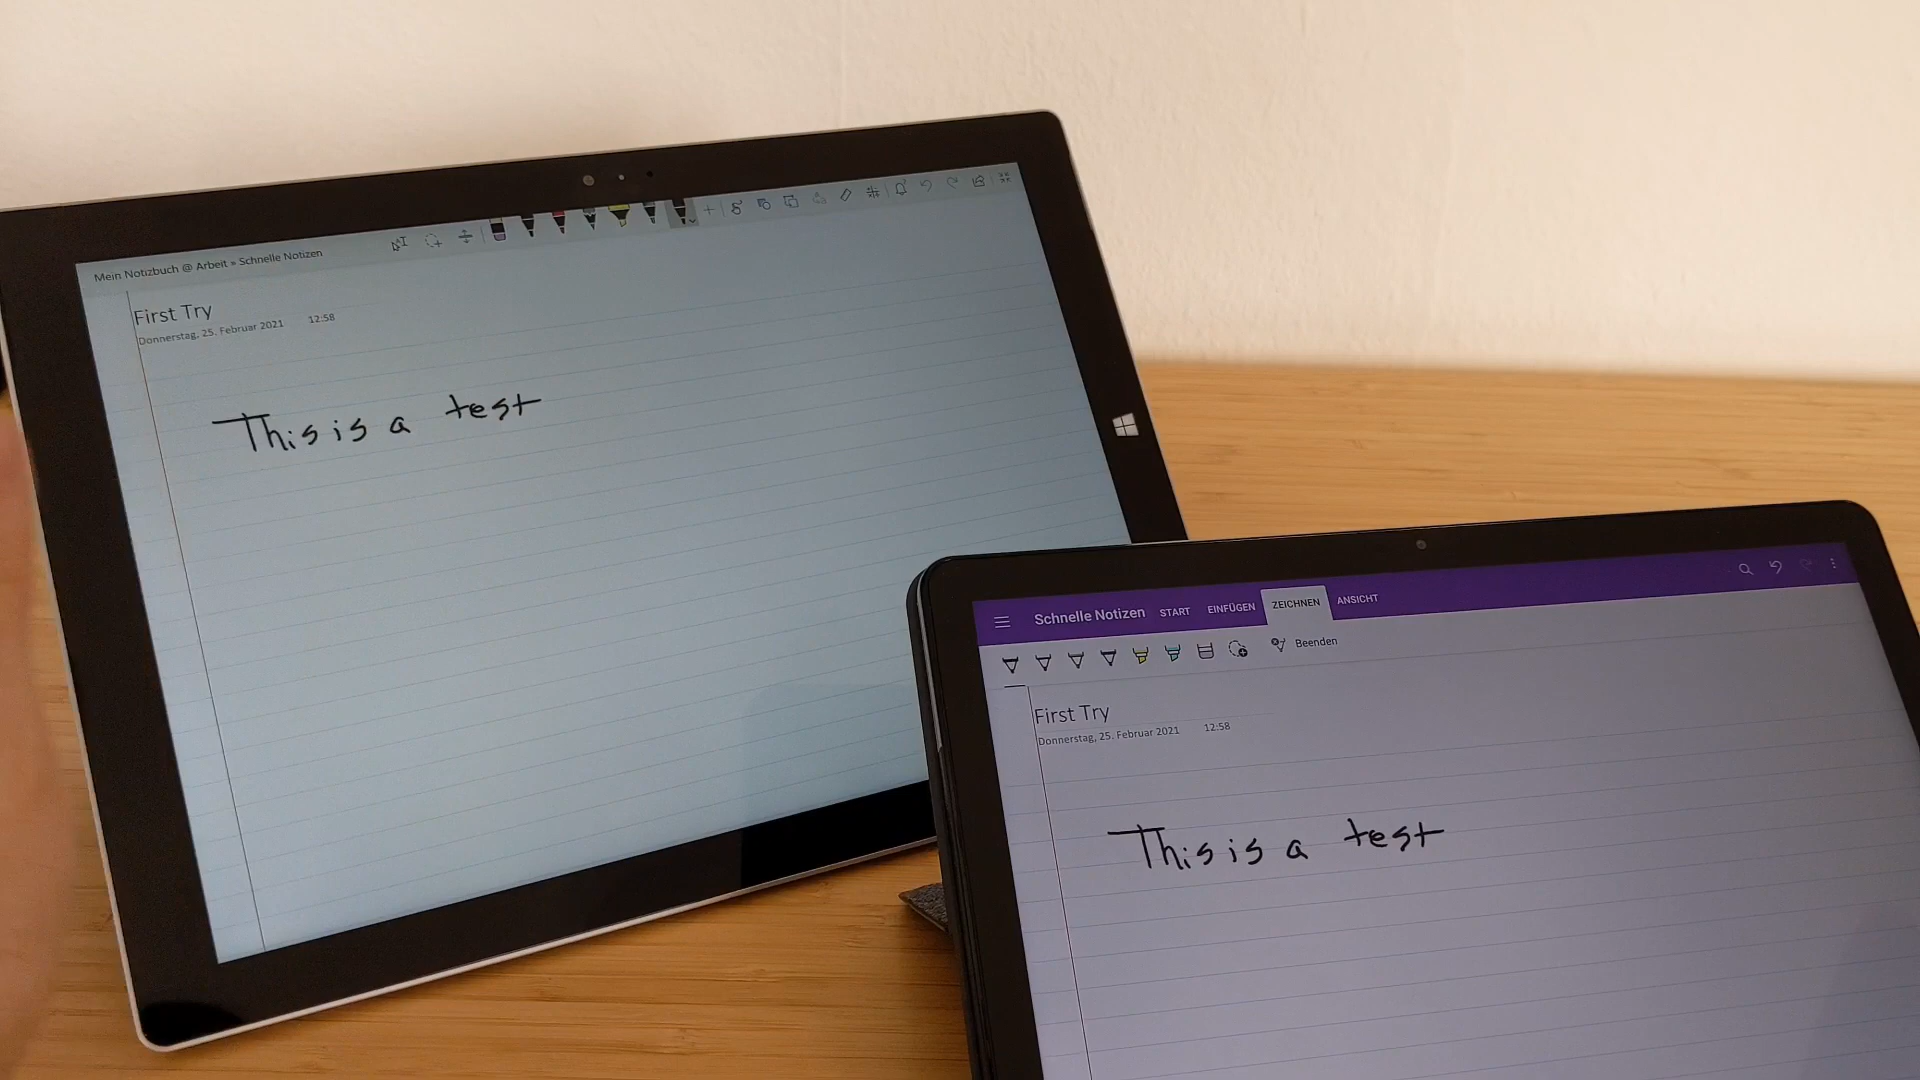 Mein Notizbuch @ Arbeit » Schnelle Notizen
First Try
Donnerstag, 25. Februar 2021 12:58
This is a test
Schnelle Notizen START EINFÜGEN ZEICHNEN ANSICHT
Beenden
First Try
Donnerstag, 25. Februar 2021 12:58
This is a test